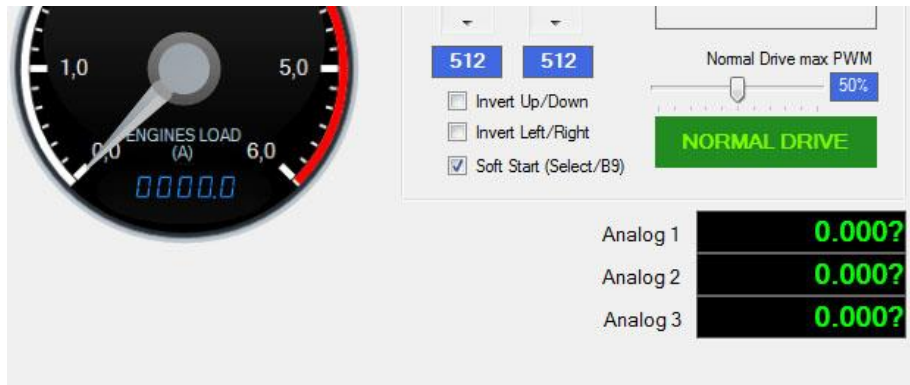 1,0
5,0
ENGINES LOAD
(A)
0,0
6,0
0000.0
512
512
Invert Up/Down
Invert Left/Right
Soft Start (Select/B9)
Normal Drive max PWM
50%
NORMAL DRIVE
Analog 1
0.000?
Analog 2
0.000?
Analog 3
0.000?